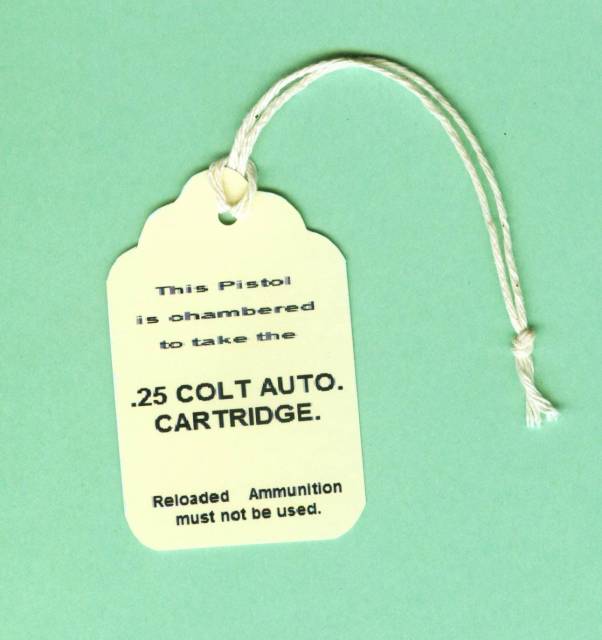 This Pistol
is chambered
to take the
.25 COLT AUTO.
CARTRIDGE.
Reloaded Ammunition
must not be used.